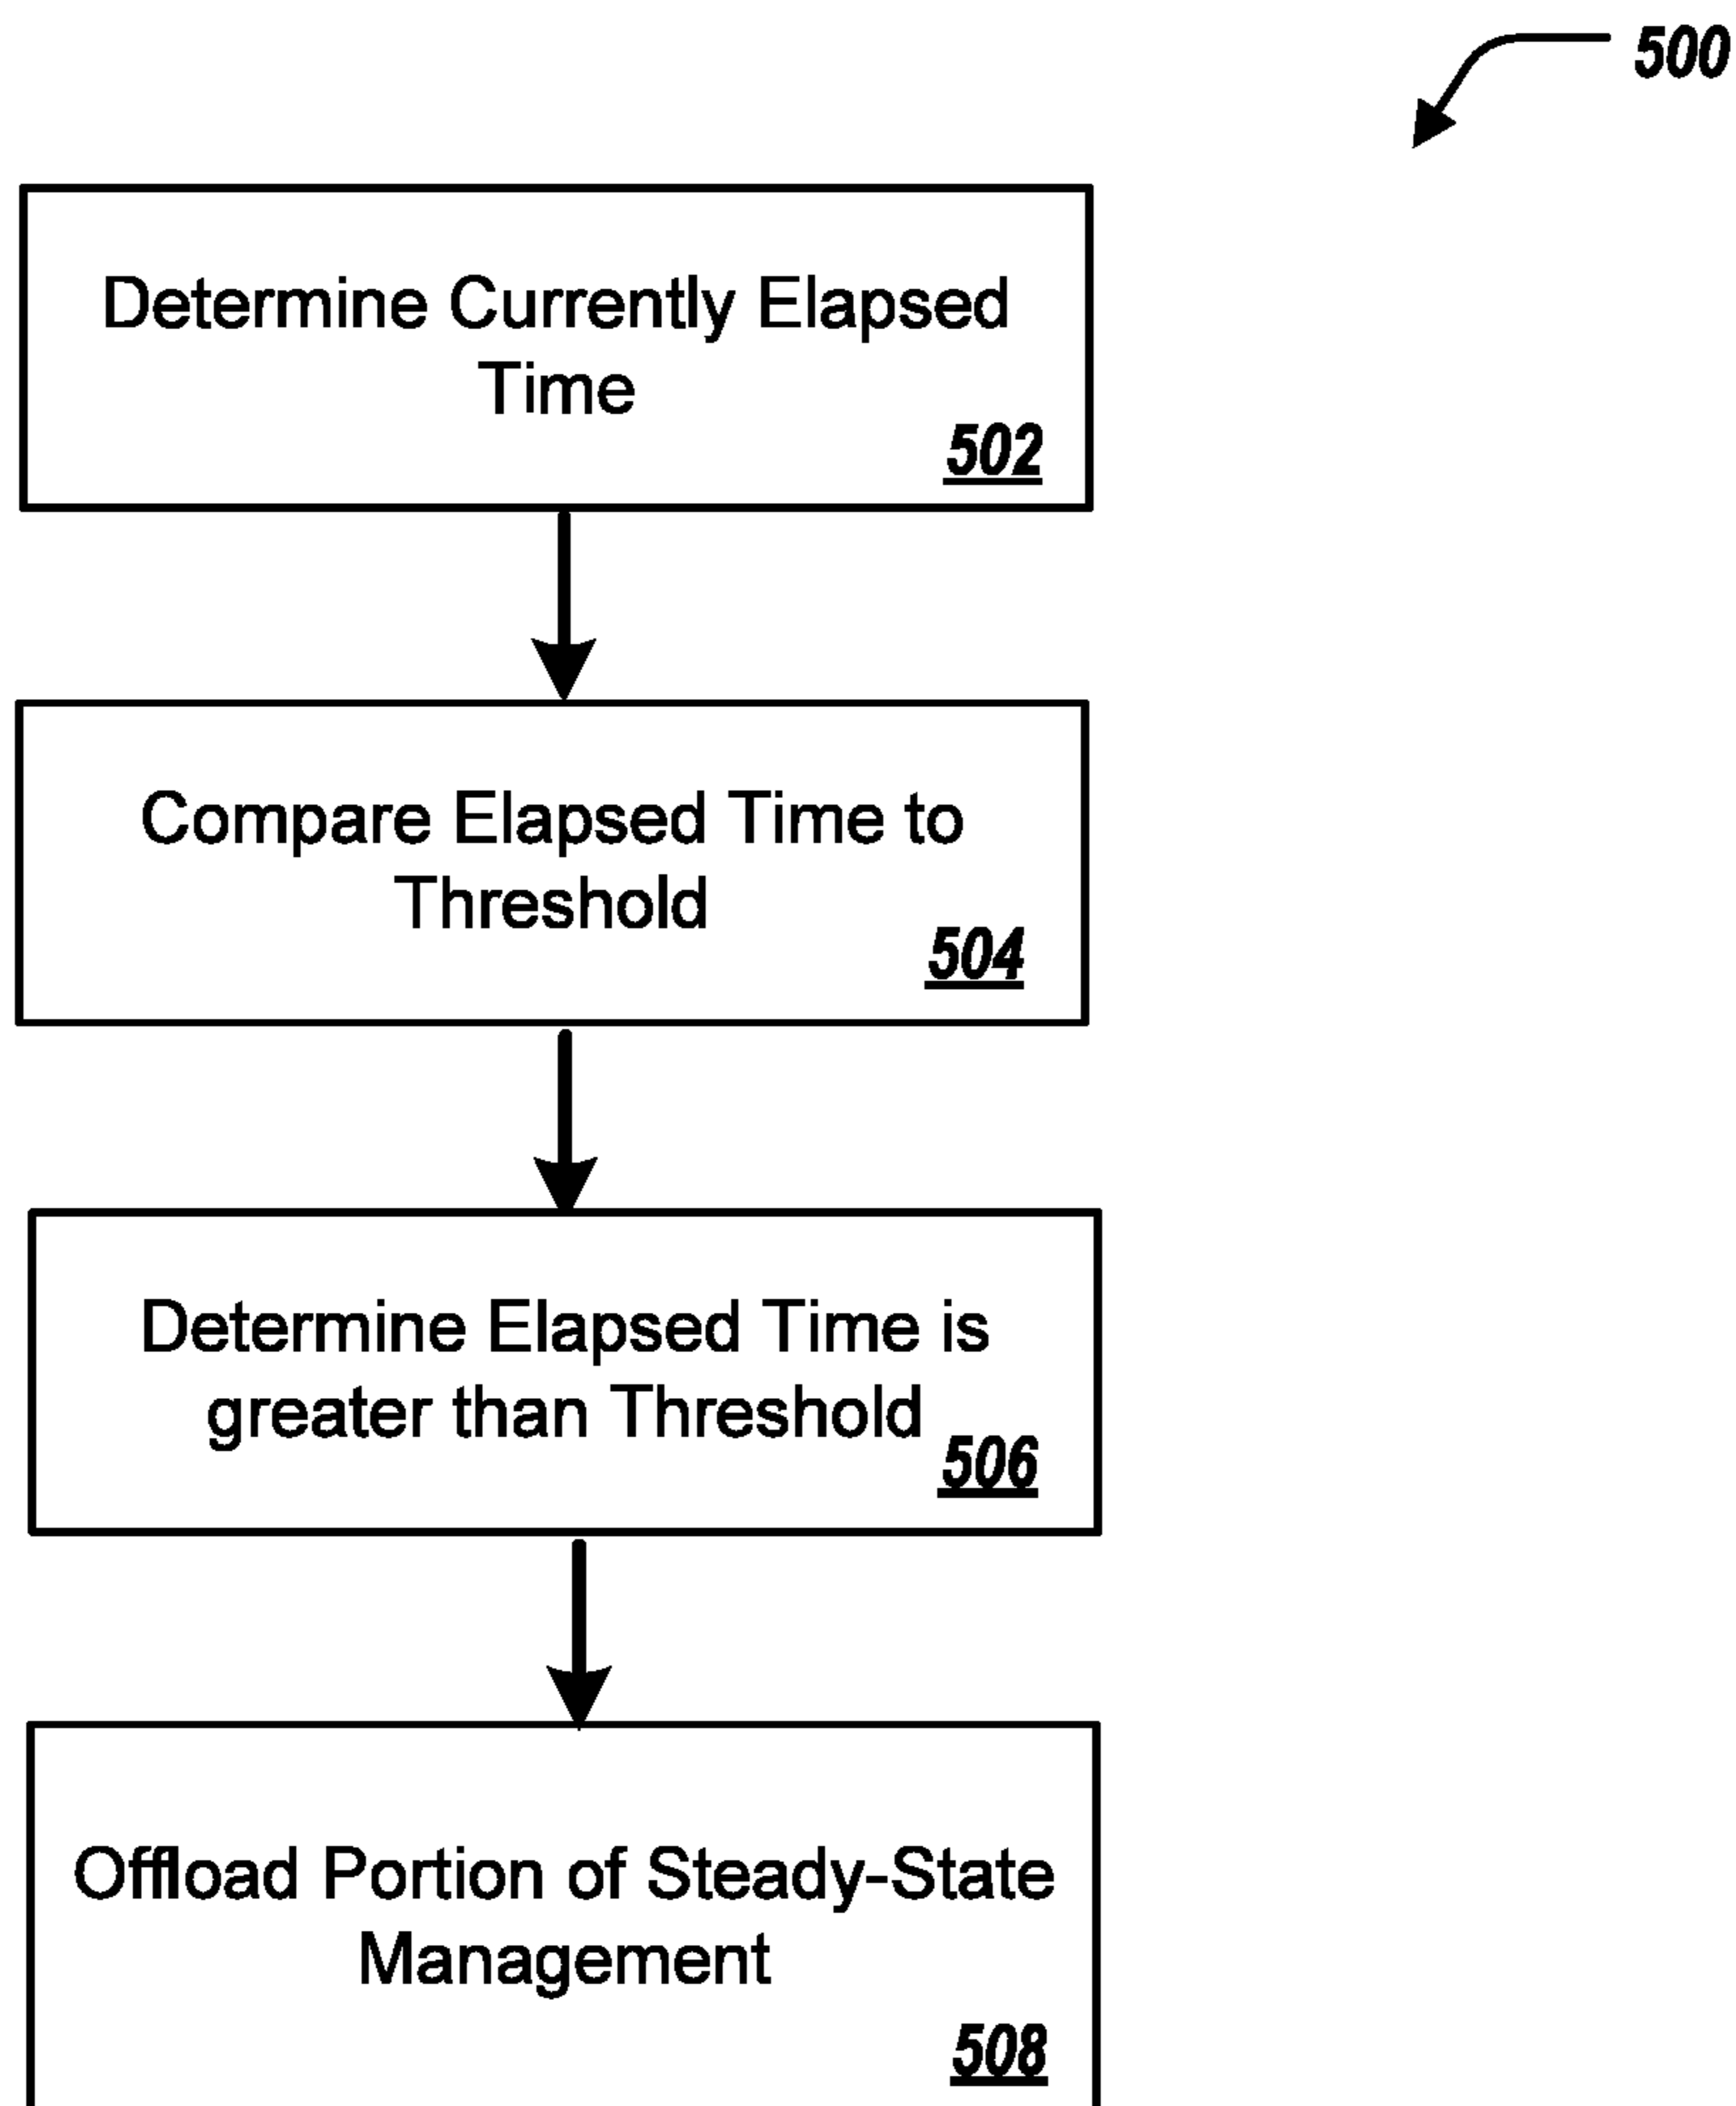 500
Determine Currently Elapsed
Time
502
Compare Elapsed Time to
Threshold
504
Determine Elapsed Time is
greater than Threshold
506
Offload Portion of Steady-State
Management
508